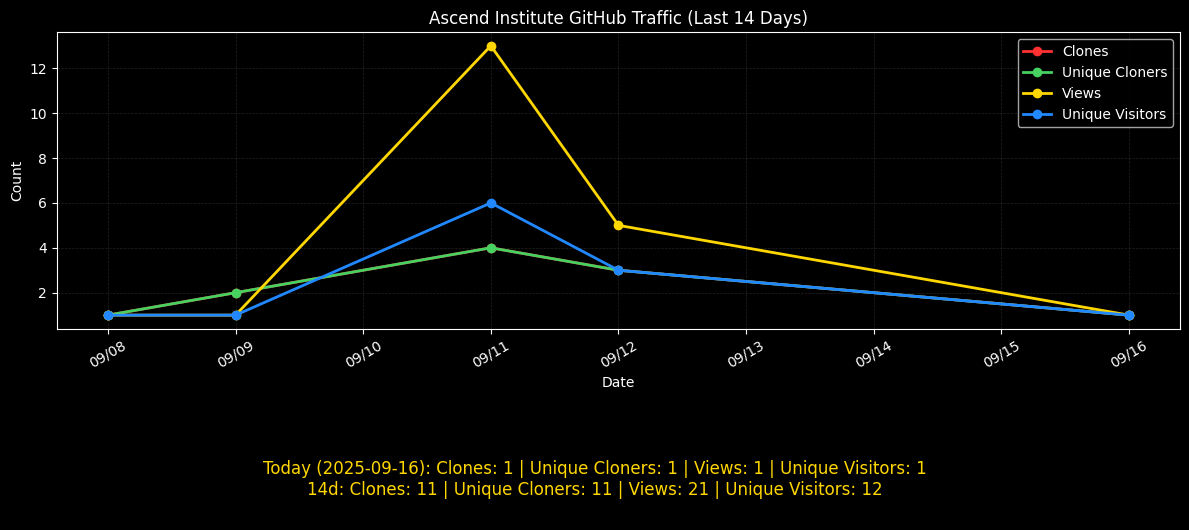 Ascend Institute GitHub Traffic (Last 14 Days)
Clones
Unique Cloners
Views
Unique Visitors
Count
12
10
8
6
4
2
09/08
09/09
09/10
09/11
09/12
09/13
09/14
09/15
09/16
Date
Today (2025-09-16): Clones: 1 | Unique Cloners: 1 | Views: 1 | Unique Visitors: 1
14d: Clones: 11 | Unique Cloners: 11 | Views: 21 | Unique Visitors: 12